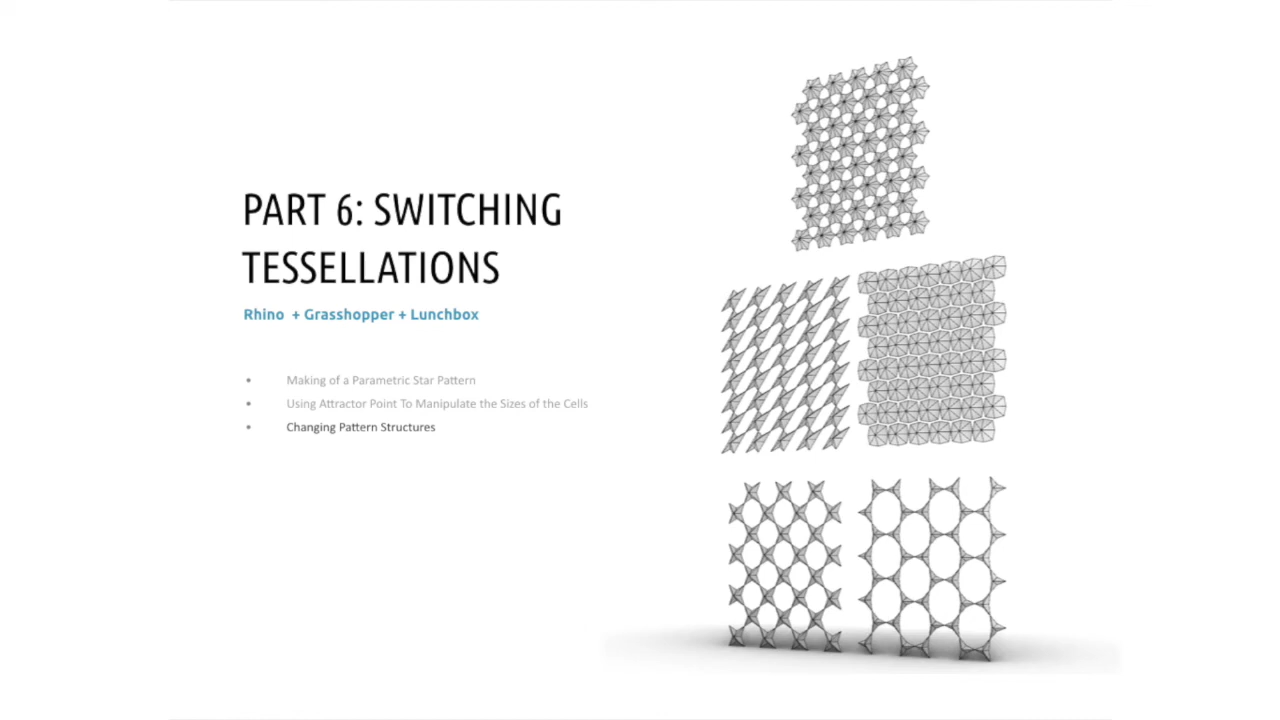 PART 6: SWITCHING
TESSELLATIONS
Rhino + Grasshopper + Lunchbox
• Making of a Parametric Star Pattern
• Using Attractor Point To Manipulate the Sizes of the Cells
• Changing Pattern Structures